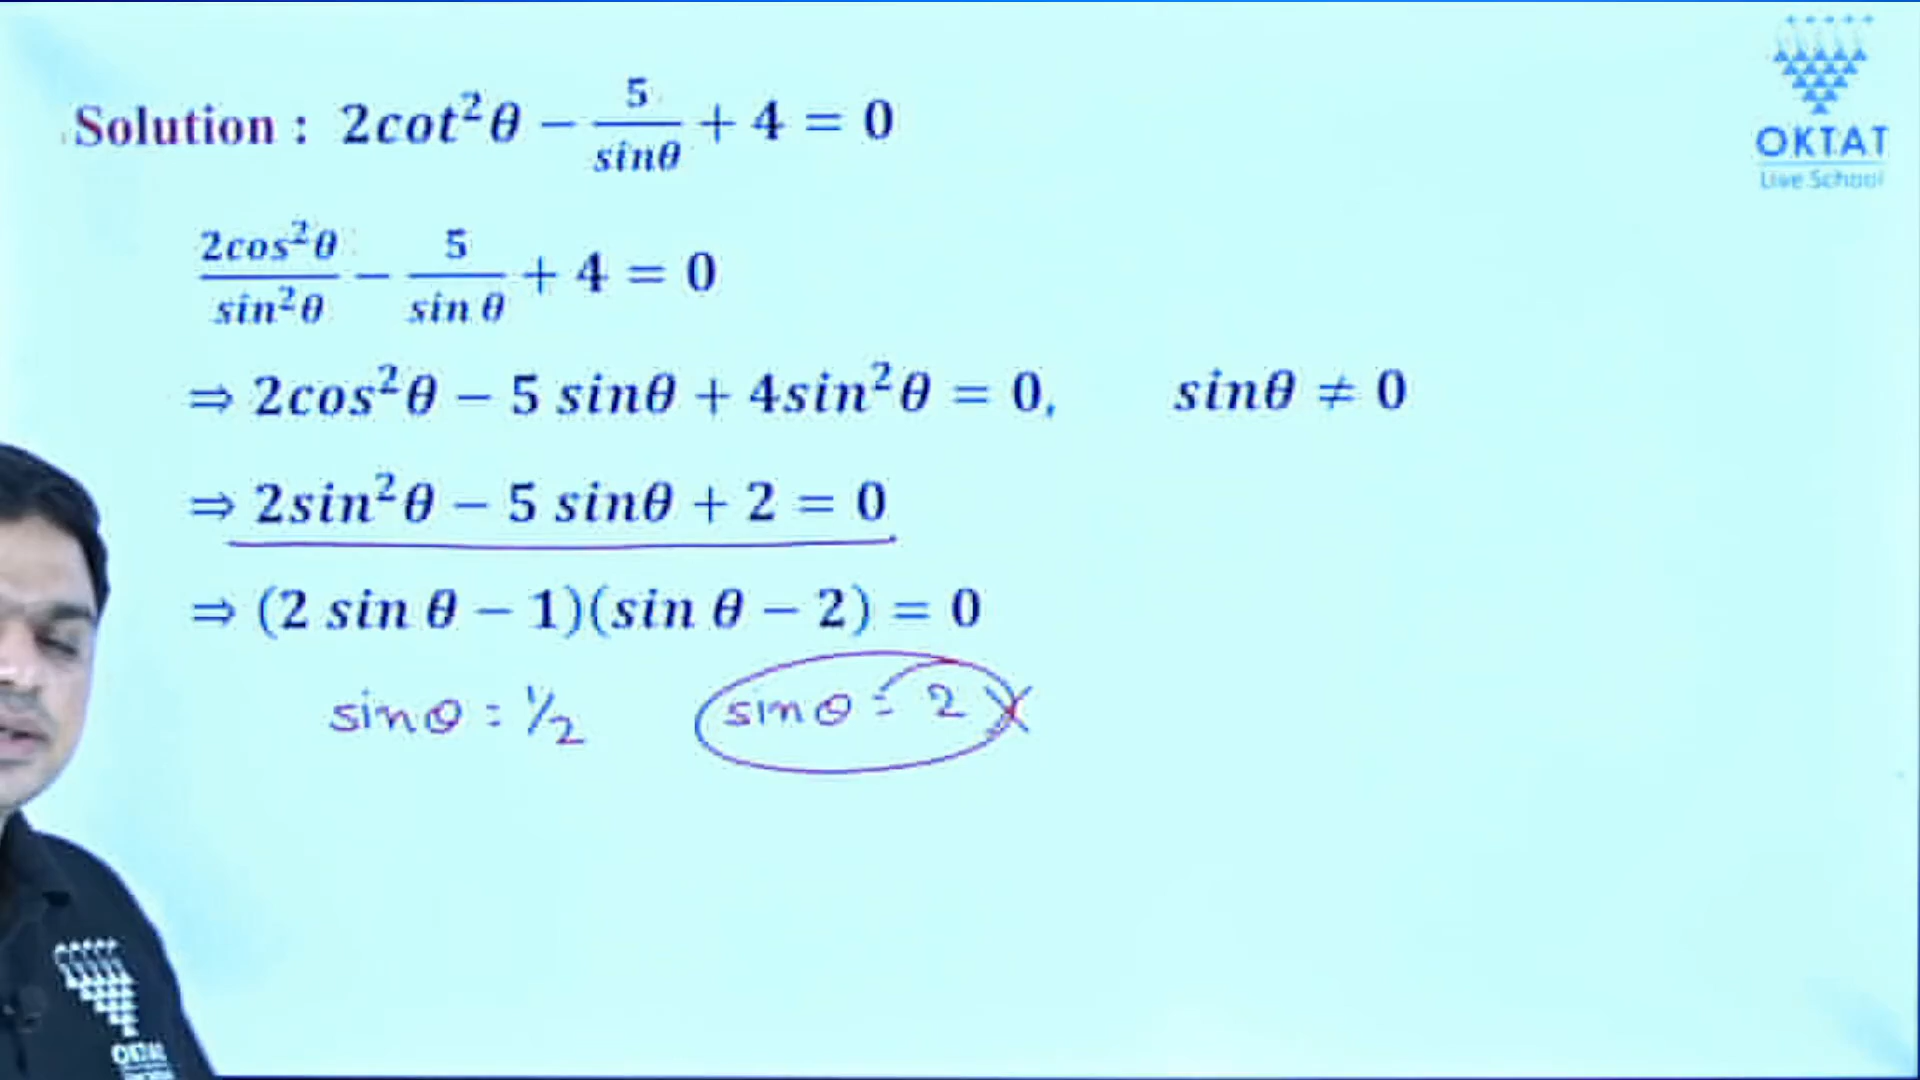 Solution : 2cot²θ − 5/sinθ + 4 = 0
OKTAT
Live School
2cos²θ/sin²θ − 5/sin θ + 4 = 0
⇒ 2cos²θ − 5 sinθ + 4sin²θ = 0, sinθ ≠ 0
⇒ 2sin²θ − 5 sinθ + 2 = 0
⇒ (2 sin θ − 1)(sin θ − 2) = 0
sinθ = 1/2 sinθ = 2 X